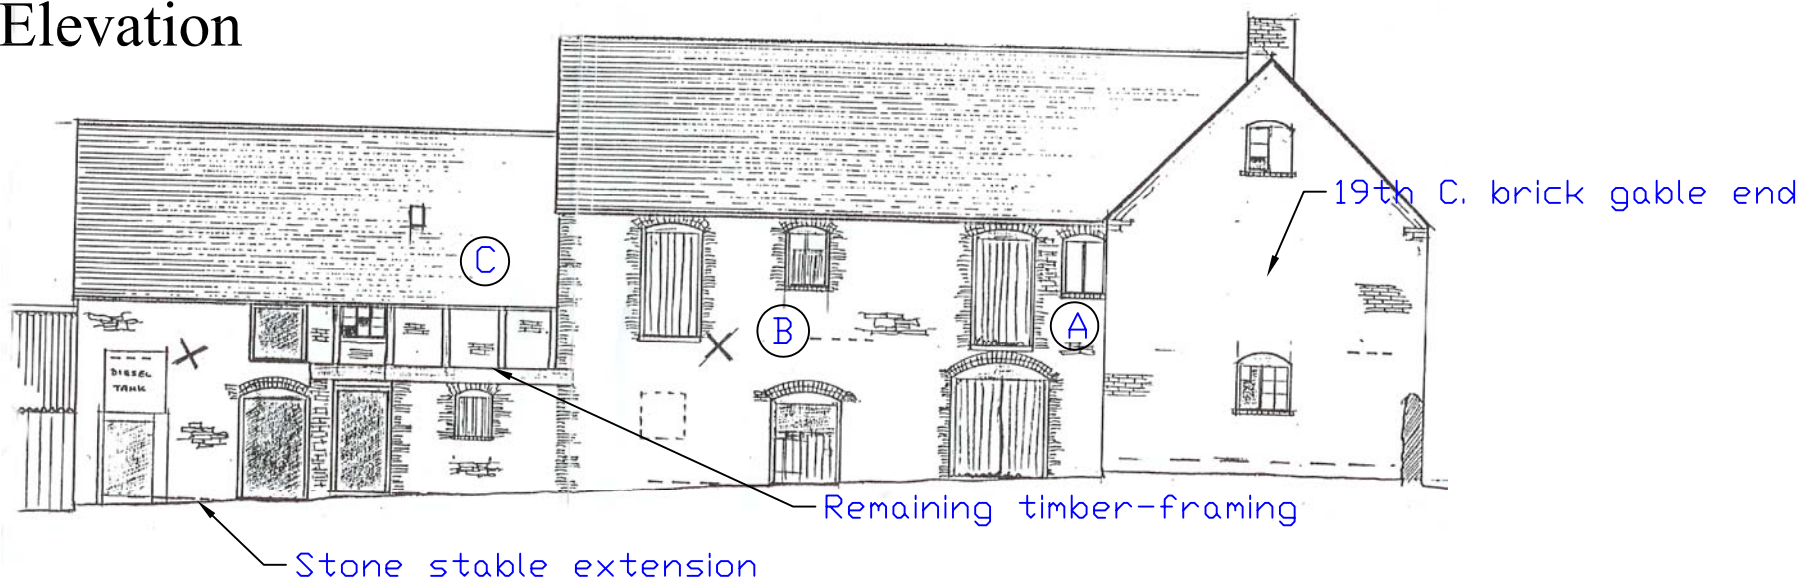 Elevation
19th C. brick gable end
C
B
A
DIESEL
TANK
Remaining timber-framing
Stone stable extension